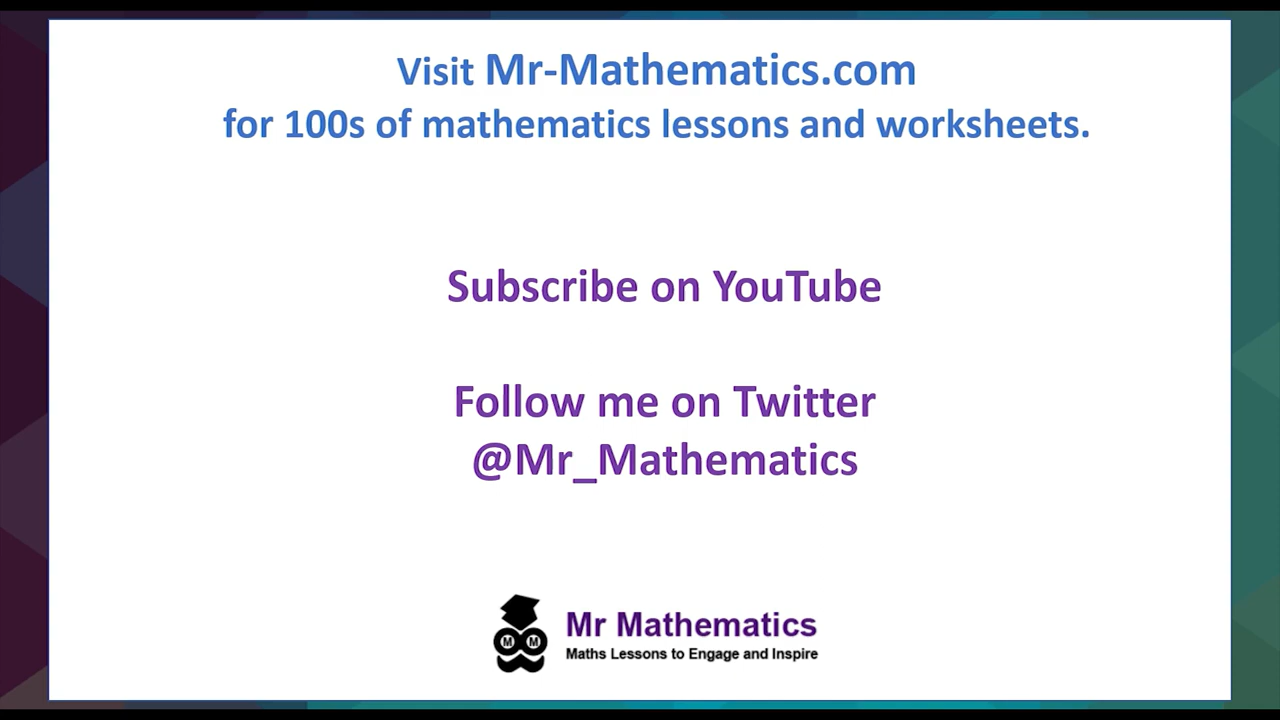 Visit Mr-Mathematics.com
for 100s of mathematics lessons and worksheets.
Subscribe on YouTube
Follow me on Twitter
@Mr_Mathematics
M M
Mr Mathematics
Maths Lessons to Engage and Inspire